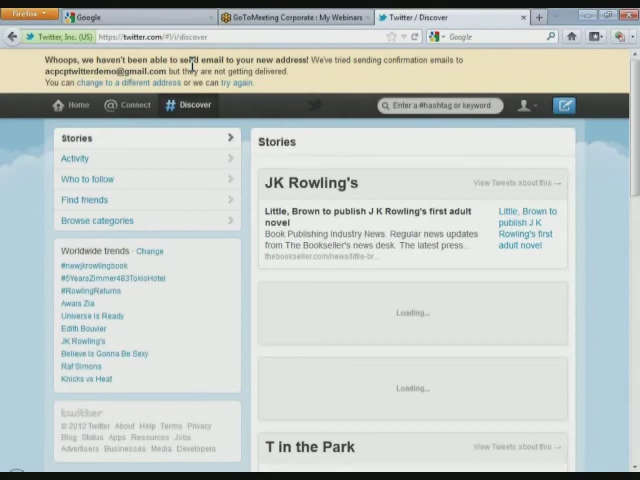 Firefox
Google
GoToMeeting Corporate : My Webinars
Twitter / Discover
Twitter, Inc. (US)
https://twitter.com/#!/i/discover
Google
Whoops, we haven't been able to send email to your new address! We've tried sending confirmation emails to
acpcptwitterdemo@gmail.com but they are not getting delivered.
You can change to a different address or we can try again.
Home
Connect
Discover
Enter a #hashtag or keyword
Stories
Activity
Who to follow
Find friends
Browse categories
Worldwide trends · Change
#newjkrowlingbook
#5YearsZimmer483TokioHotel
#RowlingReturns
Awais Zia
Universe is Ready
Edith Bouvier
JK Rowling's
Believe Is Gonna Be Sexy
Raf Simons
Knicks vs Heat
twitter
© 2012 Twitter About Help Terms Privacy
Blog Status Apps Resources Jobs
Advertisers Businesses Media Developers
Stories
JK Rowling's
View Tweets about this →
Little, Brown to publish J K Rowling's first adult
novel
Book Publishing Industry News. Regular news updates
from The Bookseller's news desk. The latest press...
thebookseller.com/news/little-br...
Little, Brown to
publish J K
Rowling's first
adult novel
Loading...
Loading...
T in the Park
View Tweets about this →